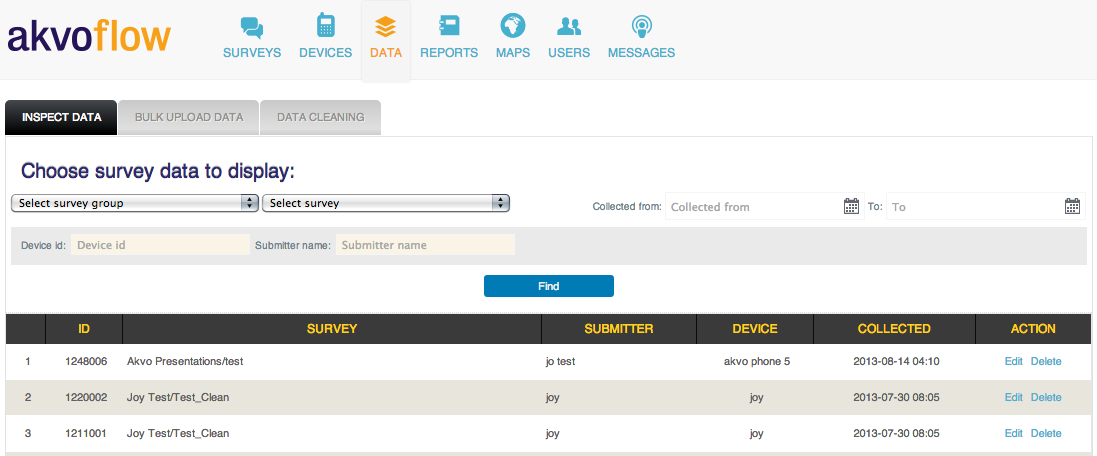 akvoflow
SURVEYS DEVICES DATA REPORTS MAPS USERS MESSAGES
INSPECT DATA BULK UPLOAD DATA DATA CLEANING
Choose survey data to display:
Select survey group Select survey Collected from: Collected from To: To
Device id: Device id Submitter name: Submitter name
Find
ID SURVEY SUBMITTER DEVICE COLLECTED ACTION
1 1248006 Akvo Presentations/test jo test akvo phone 5 2013-08-14 04:10 Edit Delete
2 1220002 Joy Test/Test_Clean joy joy 2013-07-30 08:05 Edit Delete
3 1211001 Joy Test/Test_Clean joy joy 2013-07-30 08:05 Edit Delete